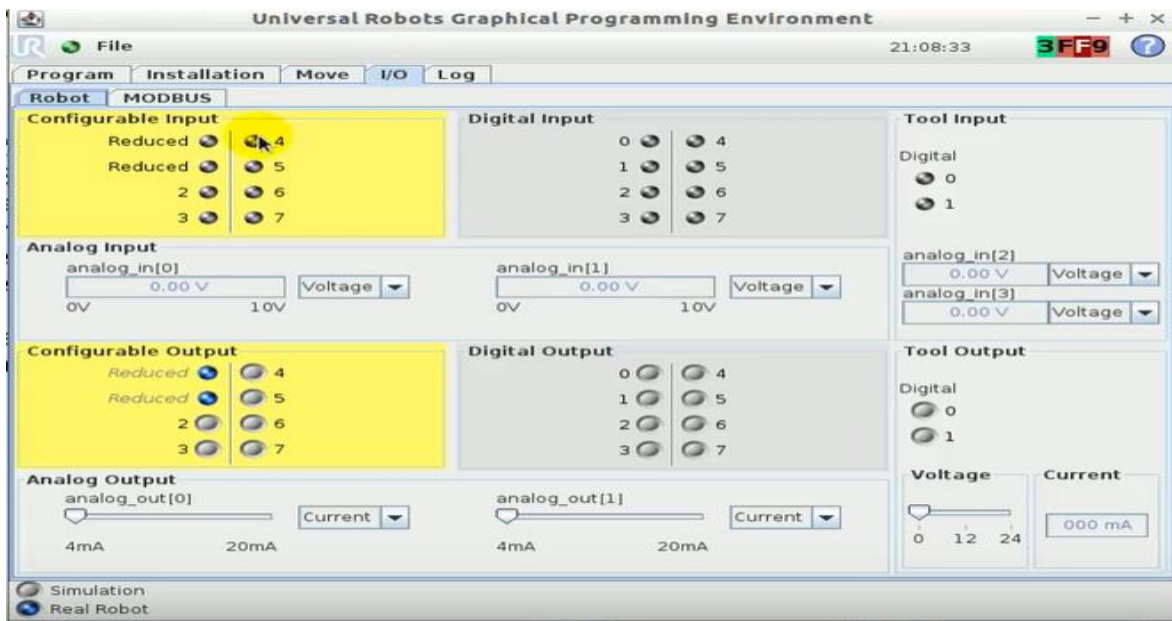 Universal Robots Graphical Programming Environment
UR File 21:08:33 3FF9 ?
Program Installation Move I/O Log
Robot MODBUS
Configurable Input
Reduced 4
Reduced 5
2 6
3 7
Digital Input
0 4
1 5
2 6
3 7
Tool Input
Digital
0
1
analog_in[2]
0.00 V Voltage
analog_in[3]
0.00 V Voltage
Analog Input
analog_in[0]
0.00 V Voltage
0V 10V
analog_in[1]
0.00 V Voltage
0V 10V
Configurable Output
Reduced 4
Reduced 5
2 6
3 7
Digital Output
0 4
1 5
2 6
3 7
Tool Output
Digital
0
1
Voltage
0 12 24
Current
000 mA
Analog Output
analog_out[0]
Current
4mA 20mA
analog_out[1]
Current
4mA 20mA
Simulation
Real Robot